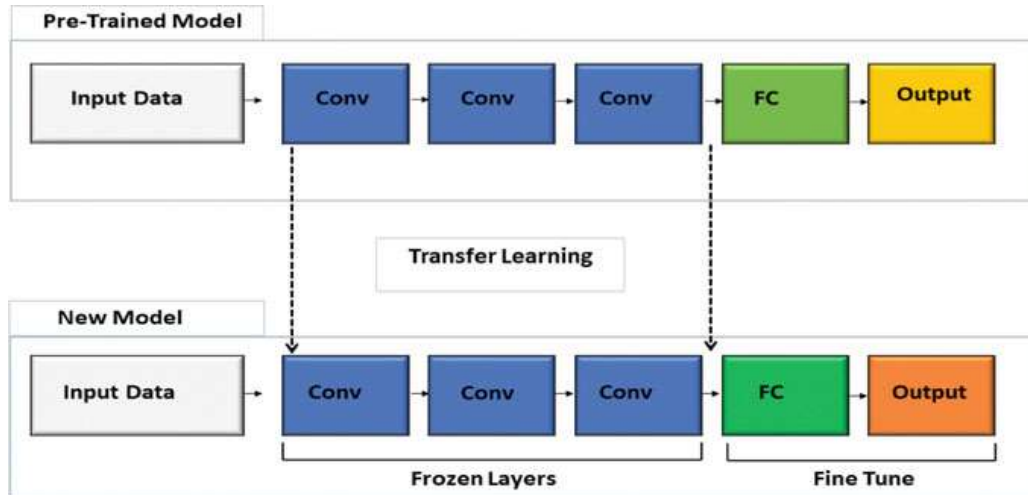 Pre-Trained Model
Input Data
Conv
Conv
Conv
FC
Output
Transfer Learning
New Model
Input Data
Conv
Conv
Conv
FC
Output
Frozen Layers
Fine Tune